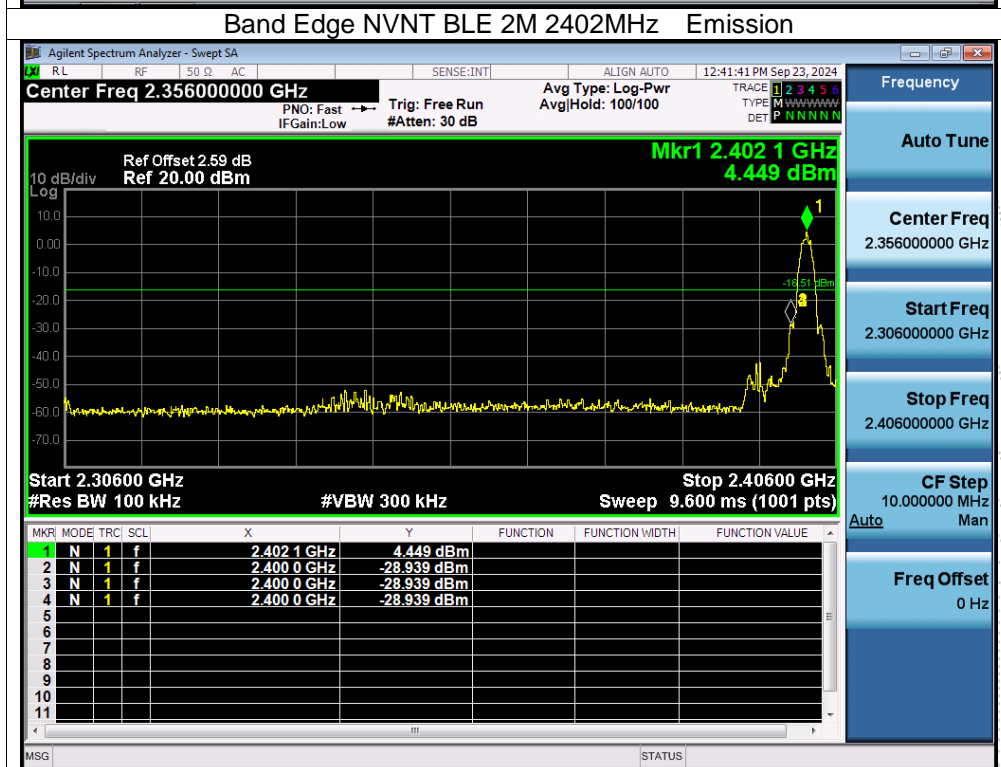 Band Edge NVNT BLE 2M 2402MHz    Emission
Agilent Spectrum Analyzer - Swept SA
LXI RL RF 50 Ω AC SENSE:INT ALIGN AUTO 12:41:41 PM Sep 23, 2024
Center Freq 2.356000000 GHz
PNO: Fast
IFGain:Low
Trig: Free Run
#Atten: 30 dB
Avg Type: Log-Pwr
Avg|Hold: 100/100
TRACE 1 2 3 4 5 6
TYPE M WWWWW
DET P N N N N N
Mkr1 2.402 1 GHz
4.449 dBm
Ref Offset 2.59 dB
10 dB/div Ref 20.00 dBm
Log
10.0
0.00
-10.0
-20.0
-30.0
-40.0
-50.0
-60.0
-70.0
1
-16.51 dBm
Start 2.30600 GHz Stop 2.40600 GHz
#Res BW 100 kHz #VBW 300 kHz Sweep 9.600 ms (1001 pts)
MKR MODE TRC SCL X Y FUNCTION FUNCTION WIDTH FUNCTION VALUE
1 N 1 f 2.402 1 GHz 4.449 dBm
2 N 1 f 2.400 0 GHz -28.939 dBm
3 N 1 f 2.400 0 GHz -28.939 dBm
4 N 1 f 2.400 0 GHz -28.939 dBm
5
6
7
8
9
10
11
MSG STATUS
Frequency
Auto Tune
Center Freq
2.356000000 GHz
Start Freq
2.306000000 GHz
Stop Freq
2.406000000 GHz
CF Step
10.000000 MHz
Auto Man
Freq Offset
0 Hz